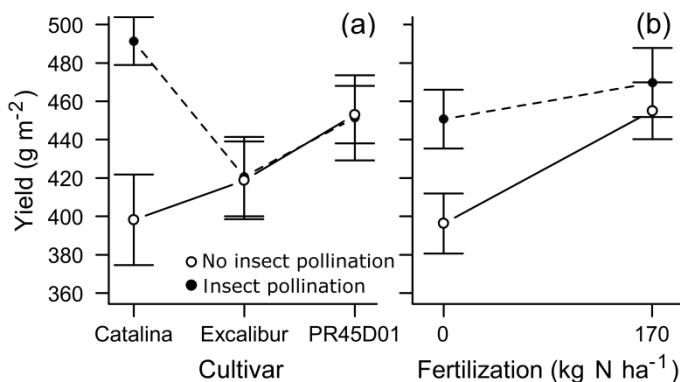 500
480
460
440
420
400
380
360
Yield (g m⁻²)
(a)
No insect pollination
Insect pollination
Catalina Excalibur PR45D01
Cultivar
(b)
0 170
Fertilization (kg N ha⁻¹)